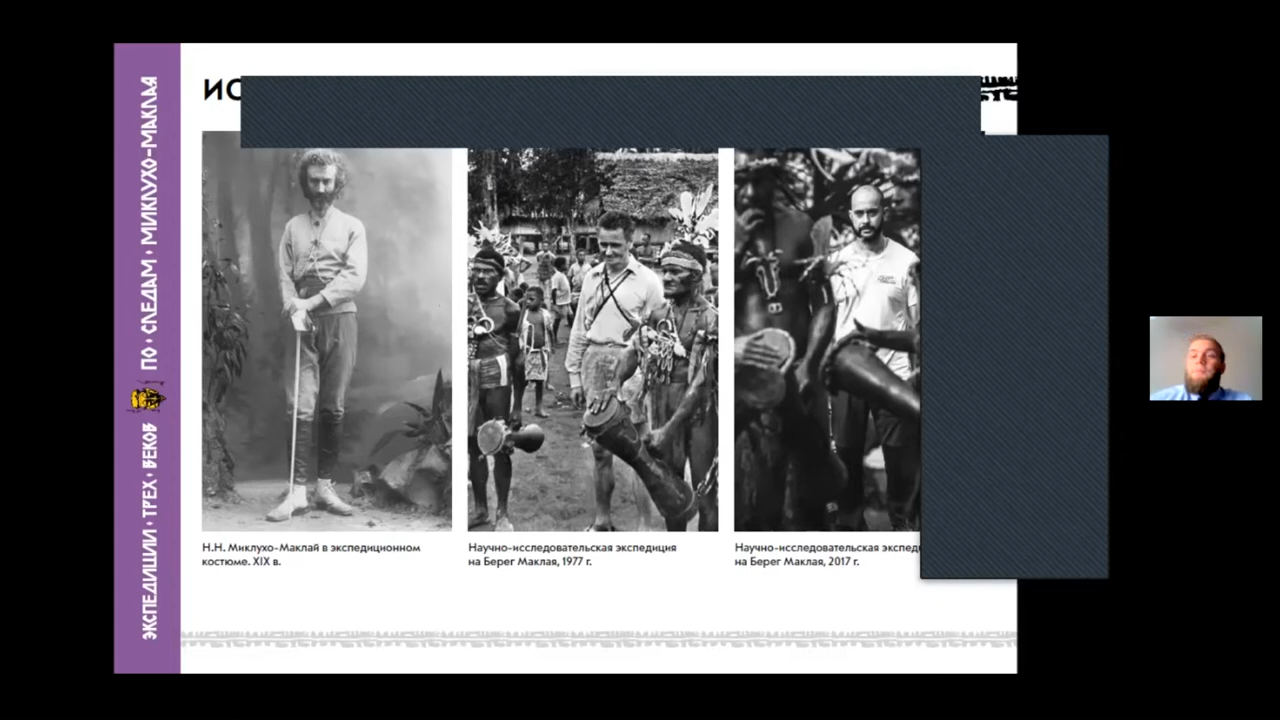 ЭКСПЕДИЦИИ • ТРЕХ • ВЕКОВ
ПО • СЛЕДАМ • МИКЛУХО-МАКЛАЯ
Н.Н. Миклухо-Маклай в экспедиционном
костюме. XIX в.
Научно-исследовательская экспедиция
на Берег Маклая, 1977 г.
Научно-исследовательская
на Берег Маклая, 2017 г.